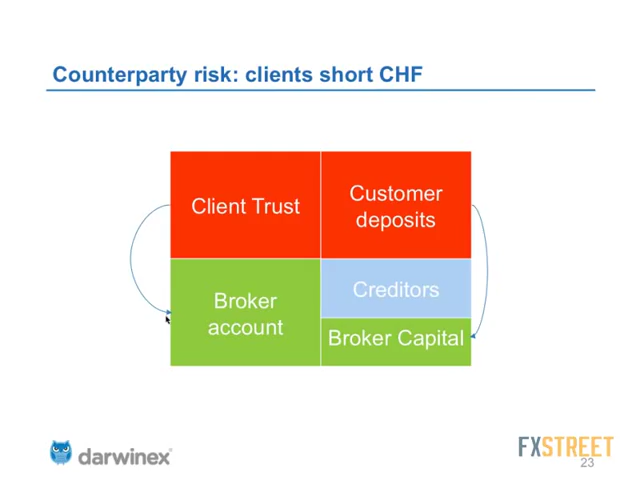 Counterparty risk: clients short CHF
Client Trust
Customer
deposits
Broker
account
Creditors
Broker Capital
darwinex®
FXSTREET
23